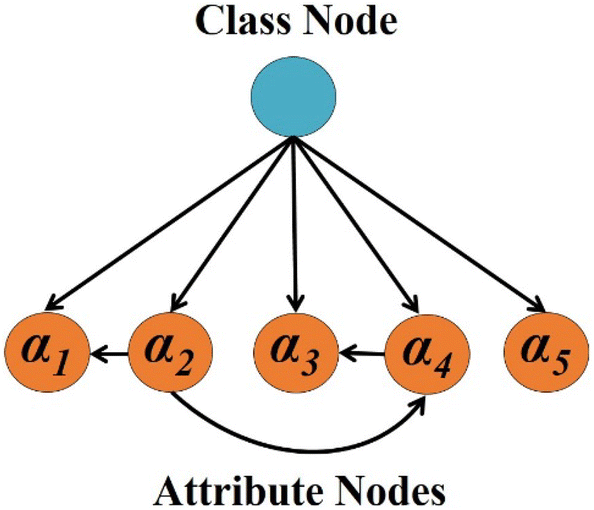 Class Node
α1 α2 α3 α4 α5
Attribute Nodes